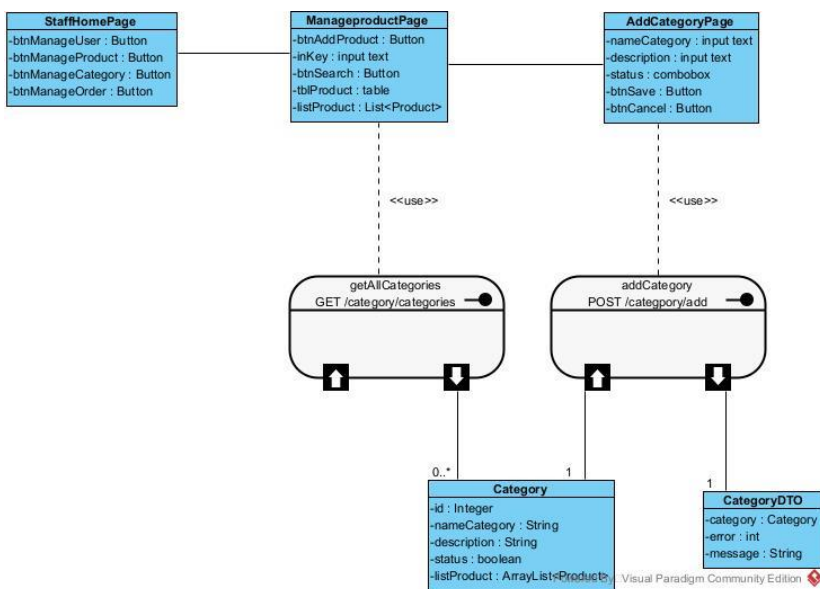 StaffHomePage
-btnManageUser : Button
-btnManageProduct : Button
-btnManageCategory : Button
-btnManageOrder : Button
ManageproductPage
-btnAddProduct : Button
-inKey : input text
-btnSearch : Button
-tblProduct : table
-listProduct : List<Product>
AddCategoryPage
-nameCategory : input text
-description : input text
-status : combobox
-btnSave : Button
-btnCancel : Button
<<use>>
<<use>>
getAllCategories
GET /category/categories
addCategory
POST /categpory/add
0..*
1
1
Category
-id : Integer
-nameCategory : String
-description : String
-status : boolean
-listProduct : ArrayList<Product>
CategoryDTO
-category : Category
-error : int
-message : String
Powered By: Visual Paradigm Community Edition